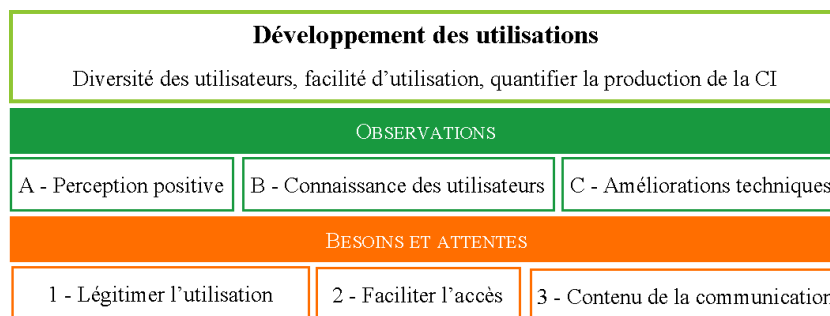 Développement des utilisations
Diversité des utilisateurs, facilité d’utilisation, quantifier la production de la CI
OBSERVATIONS
A - Perception positive B - Connaissance des utilisateurs C - Améliorations techniques
BESOINS ET ATTENTES
1 - Légitimer l’utilisation 2 - Faciliter l’accès 3 - Contenu de la communication